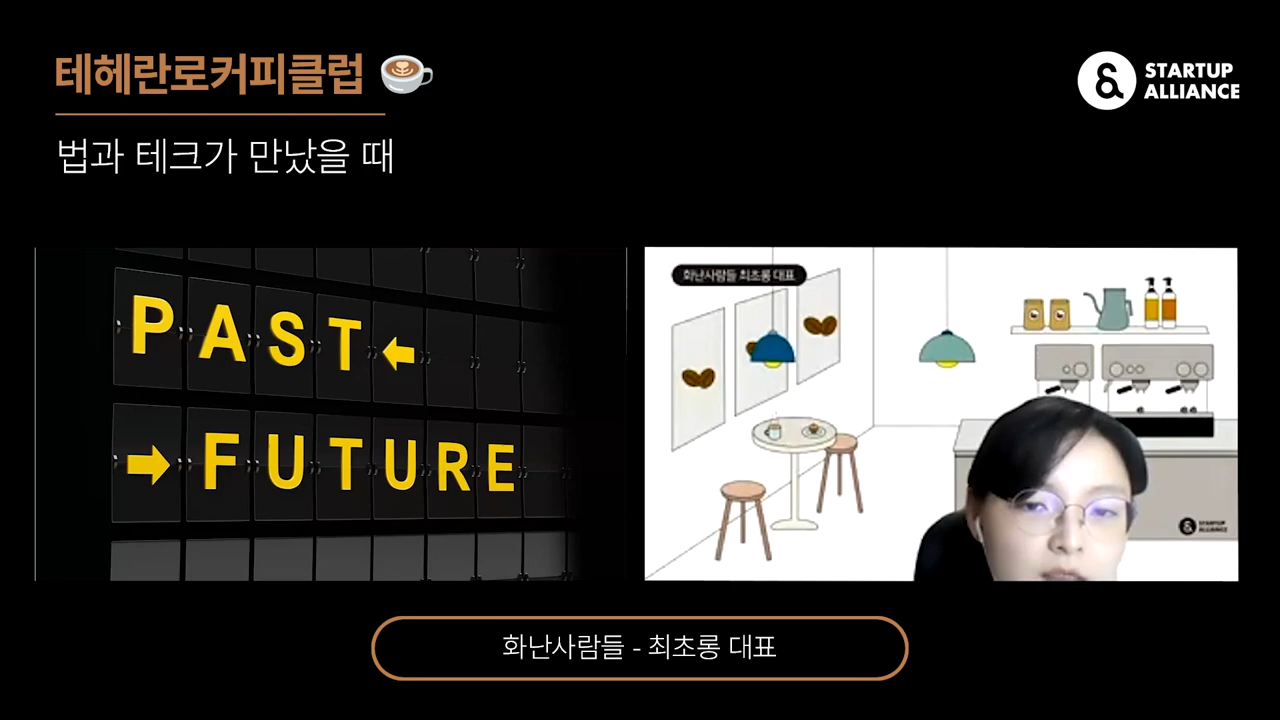 테헤란로커피클럽
STARTUP
ALLIANCE
법과 테크가 만났을 때
PAST←
→FUTURE
화난사람들 최초롱 대표
STARTUP
ALLIANCE
화난사람들 - 최초롱 대표